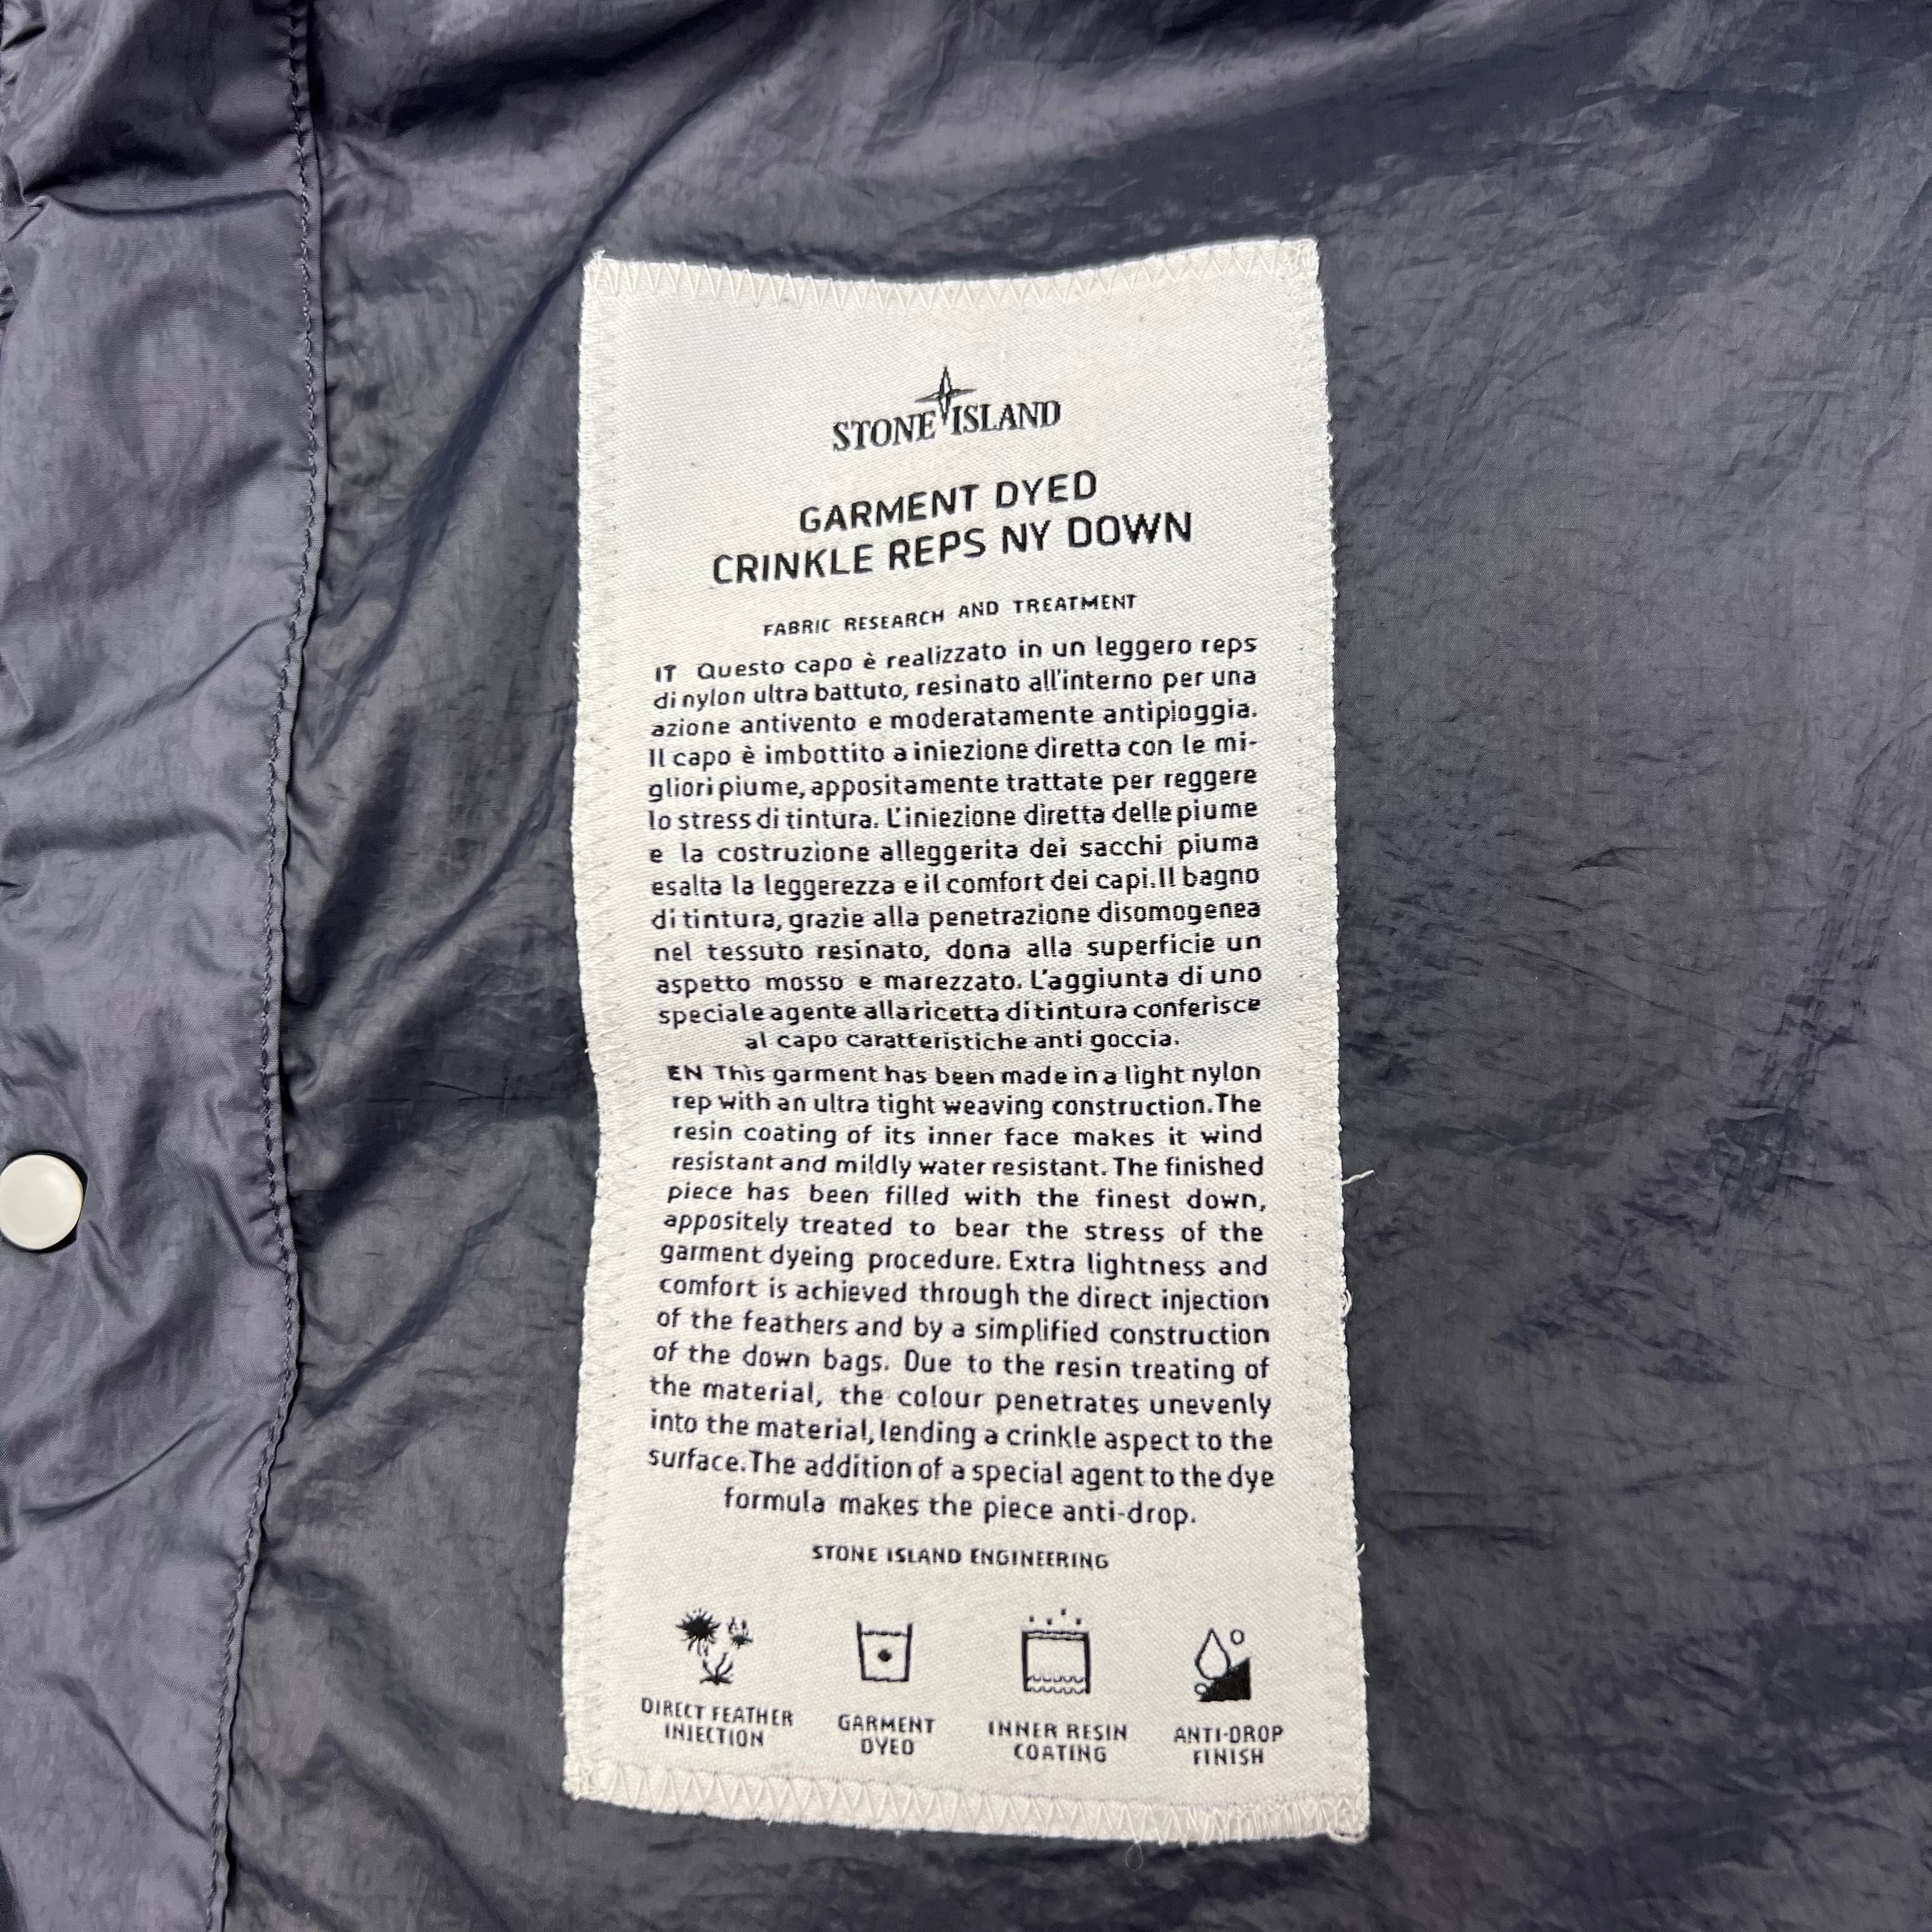 STONE ISLAND
GARMENT DYED
CRINKLE REPS NY DOWN
FABRIC RESEARCH AND TREATMENT
IT Questo capo è realizzato in un leggero reps
di nylon ultra battuto, resinato all'interno per una
azione antivento e moderatamente antipioggia.
Il capo è imbottito a iniezione diretta con le mi-
gliori piume, appositamente trattate per reggere
lo stress di tintura. L'iniezione diretta delle piume
e la costruzione alleggerita dei sacchi piuma
esalta la leggerezza e il comfort dei capi. Il bagno
di tintura, grazie alla penetrazione disomogenea
nel tessuto resinato, dona alla superficie un
aspetto mosso e marezzato. L'aggiunta di uno
speciale agente alla ricetta di tintura conferisce
al capo caratteristiche anti goccia.
EN This garment has been made in a light nylon
rep with an ultra tight weaving construction. The
resin coating of its inner face makes it wind
resistant and mildly water resistant. The finished
piece has been filled with the finest down,
appositely treated to bear the stress of the
garment dyeing procedure. Extra lightness and
comfort is achieved through the direct injection
of the feathers and by a simplified construction
of the down bags. Due to the resin treating of
the material, the colour penetrates unevenly
into the material, lending a crinkle aspect to the
surface. The addition of a special agent to the dye
formula makes the piece anti-drop.
STONE ISLAND ENGINEERING
DIRECT FEATHER
INJECTION
GARMENT
DYED
INNER RESIN
COATING
ANTI-DROP
FINISH